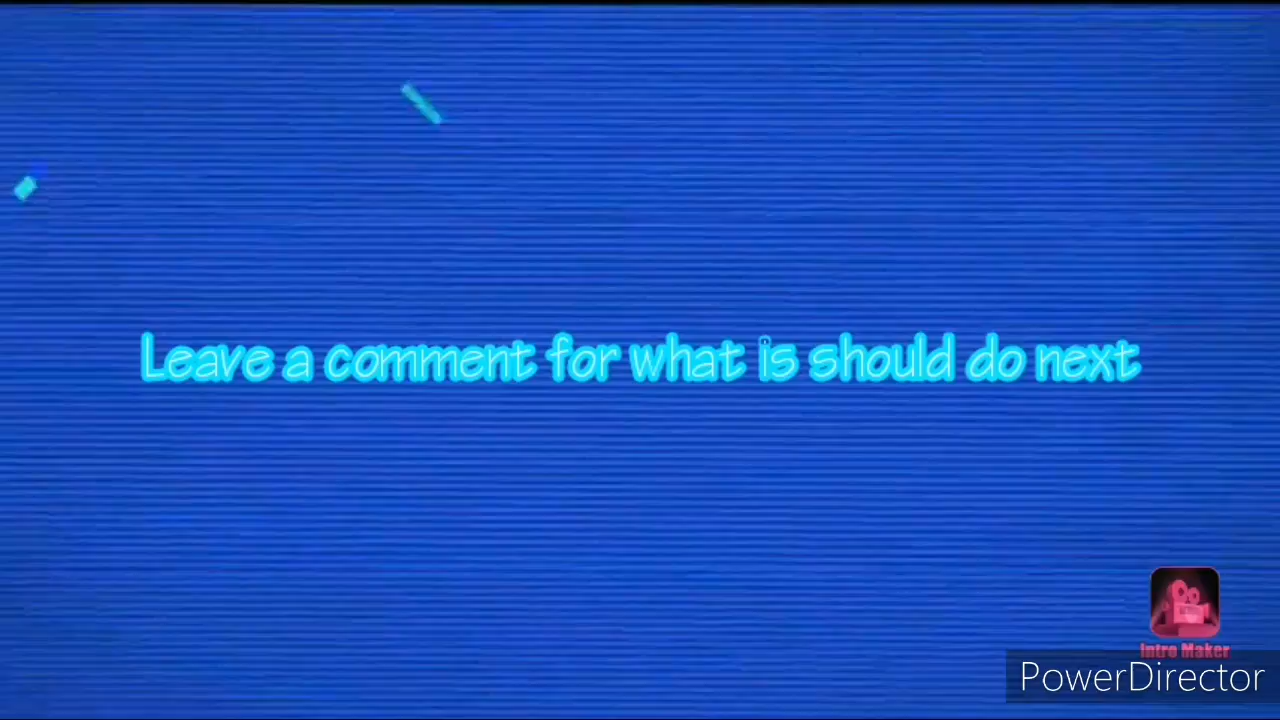 Leave a comment for what is should do next
Intro Maker
PowerDirector